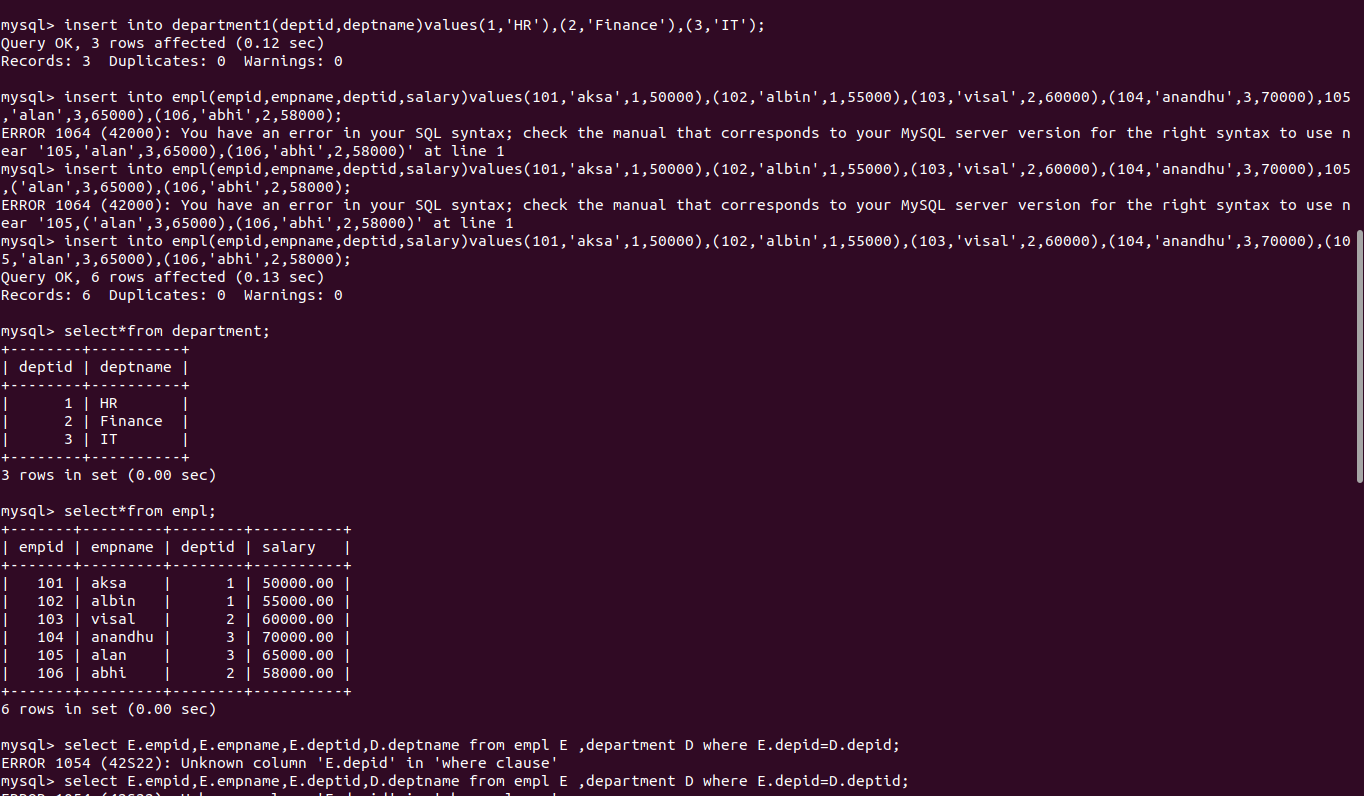 mysql> insert into department1(deptid,deptname)values(1,'HR'),(2,'Finance'),(3,'IT');
Query OK, 3 rows affected (0.12 sec)
Records: 3  Duplicates: 0  Warnings: 0

mysql> insert into empl(empid,empname,deptid,salary)values(101,'aksa',1,50000),(102,'albin',1,55000),(103,'visal',2,60000),(104,'anandhu',3,70000),105
,'alan',3,65000),(106,'abhi',2,58000);
ERROR 1064 (42000): You have an error in your SQL syntax; check the manual that corresponds to your MySQL server version for the right syntax to use n
ear '105,'alan',3,65000),(106,'abhi',2,58000)' at line 1
mysql> insert into empl(empid,empname,deptid,salary)values(101,'aksa',1,50000),(102,'albin',1,55000),(103,'visal',2,60000),(104,'anandhu',3,70000),105
,('alan',3,65000),(106,'abhi',2,58000);
ERROR 1064 (42000): You have an error in your SQL syntax; check the manual that corresponds to your MySQL server version for the right syntax to use n
ear '105,('alan',3,65000),(106,'abhi',2,58000)' at line 1
mysql> insert into empl(empid,empname,deptid,salary)values(101,'aksa',1,50000),(102,'albin',1,55000),(103,'visal',2,60000),(104,'anandhu',3,70000),(10
5,'alan',3,65000),(106,'abhi',2,58000);
Query OK, 6 rows affected (0.13 sec)
Records: 6  Duplicates: 0  Warnings: 0

mysql> select*from department;
+--------+----------+
| deptid | deptname |
+--------+----------+
|      1 | HR       |
|      2 | Finance  |
|      3 | IT       |
+--------+----------+
3 rows in set (0.00 sec)

mysql> select*from empl;
+-------+---------+--------+----------+
| empid | empname | deptid | salary   |
+-------+---------+--------+----------+
|   101 | aksa    |      1 | 50000.00 |
|   102 | albin   |      1 | 55000.00 |
|   103 | visal   |      2 | 60000.00 |
|   104 | anandhu |      3 | 70000.00 |
|   105 | alan    |      3 | 65000.00 |
|   106 | abhi    |      2 | 58000.00 |
+-------+---------+--------+----------+
6 rows in set (0.00 sec)

mysql> select E.empid,E.empname,E.deptid,D.deptname from empl E ,department D where E.depid=D.depid;
ERROR 1054 (42S22): Unknown column 'E.depid' in 'where clause'
mysql> select E.empid,E.empname,E.deptid,D.deptname from empl E ,department D where E.depid=D.deptid;